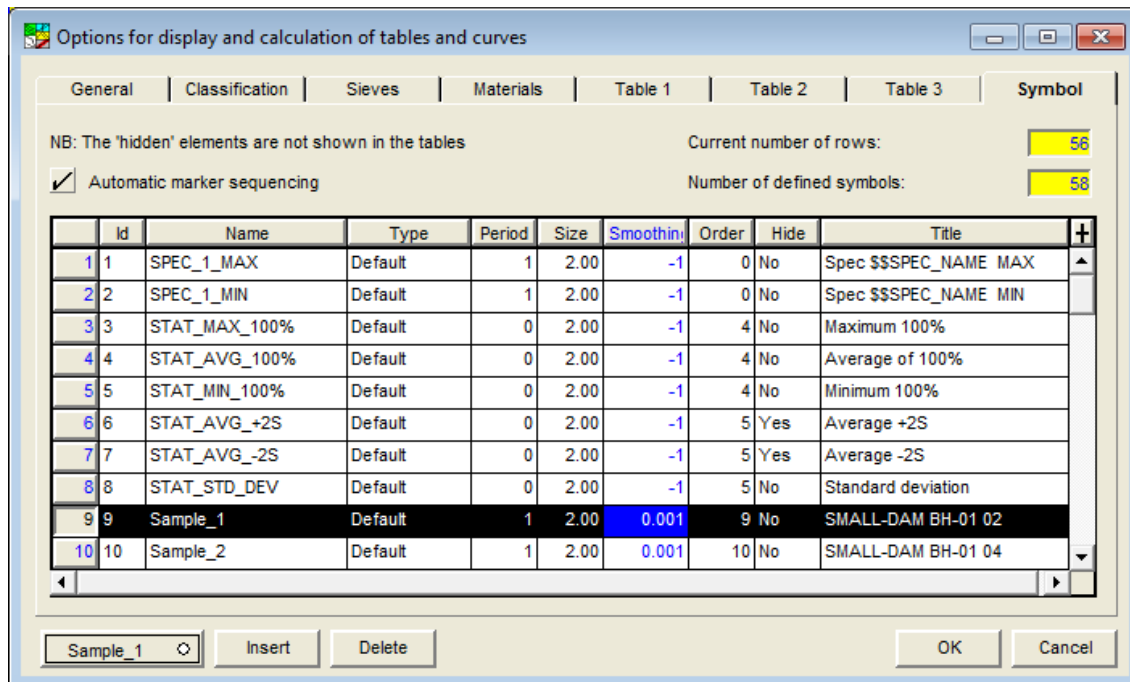 Options for display and calculation of tables and curves
General Classification Sieves Materials Table 1 Table 2 Table 3 Symbol
NB: The 'hidden' elements are not shown in the tables Current number of rows: 56
Automatic marker sequencing Number of defined symbols: 58
Id Name Type Period Size Smoothin Order Hide Title +
1 1 SPEC_1_MAX Default 1 2.00 -1 0 No Spec $$SPEC_NAME MAX
2 2 SPEC_1_MIN Default 1 2.00 -1 0 No Spec $$SPEC_NAME MIN
3 3 STAT_MAX_100% Default 0 2.00 -1 4 No Maximum 100%
4 4 STAT_AVG_100% Default 0 2.00 -1 4 No Average of 100%
5 5 STAT_MIN_100% Default 0 2.00 -1 4 No Minimum 100%
6 6 STAT_AVG_+2S Default 0 2.00 -1 5 Yes Average +2S
7 7 STAT_AVG_-2S Default 0 2.00 -1 5 Yes Average -2S
8 8 STAT_STD_DEV Default 0 2.00 -1 5 No Standard deviation
9 9 Sample_1 Default 1 2.00 0.001 9 No SMALL-DAM BH-01 02
10 10 Sample_2 Default 1 2.00 0.001 10 No SMALL-DAM BH-01 04
Sample_1 Insert Delete OK Cancel